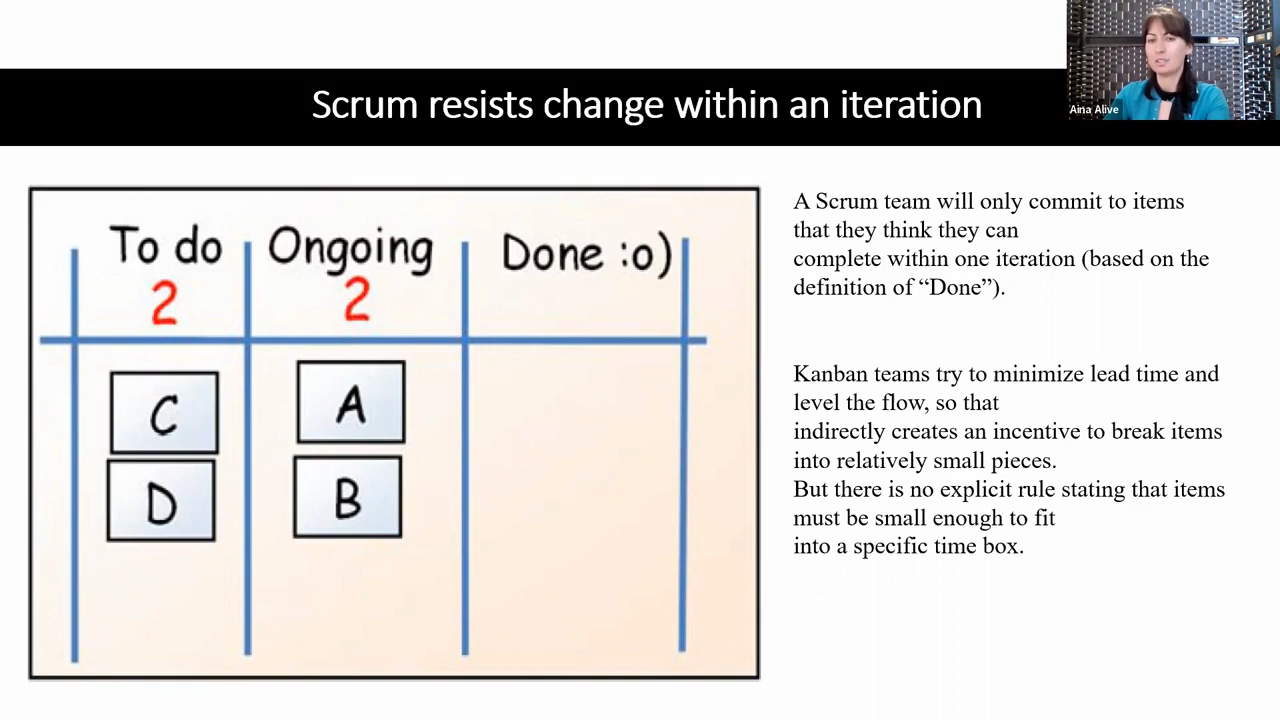 Aina Alive
Scrum resists change within an iteration
To do
2
Ongoing
2
Done :o)
C
D
A
B
A Scrum team will only commit to items
that they think they can
complete within one iteration (based on the
definition of “Done”).
Kanban teams try to minimize lead time and
level the flow, so that
indirectly creates an incentive to break items
into relatively small pieces.
But there is no explicit rule stating that items
must be small enough to fit
into a specific time box.